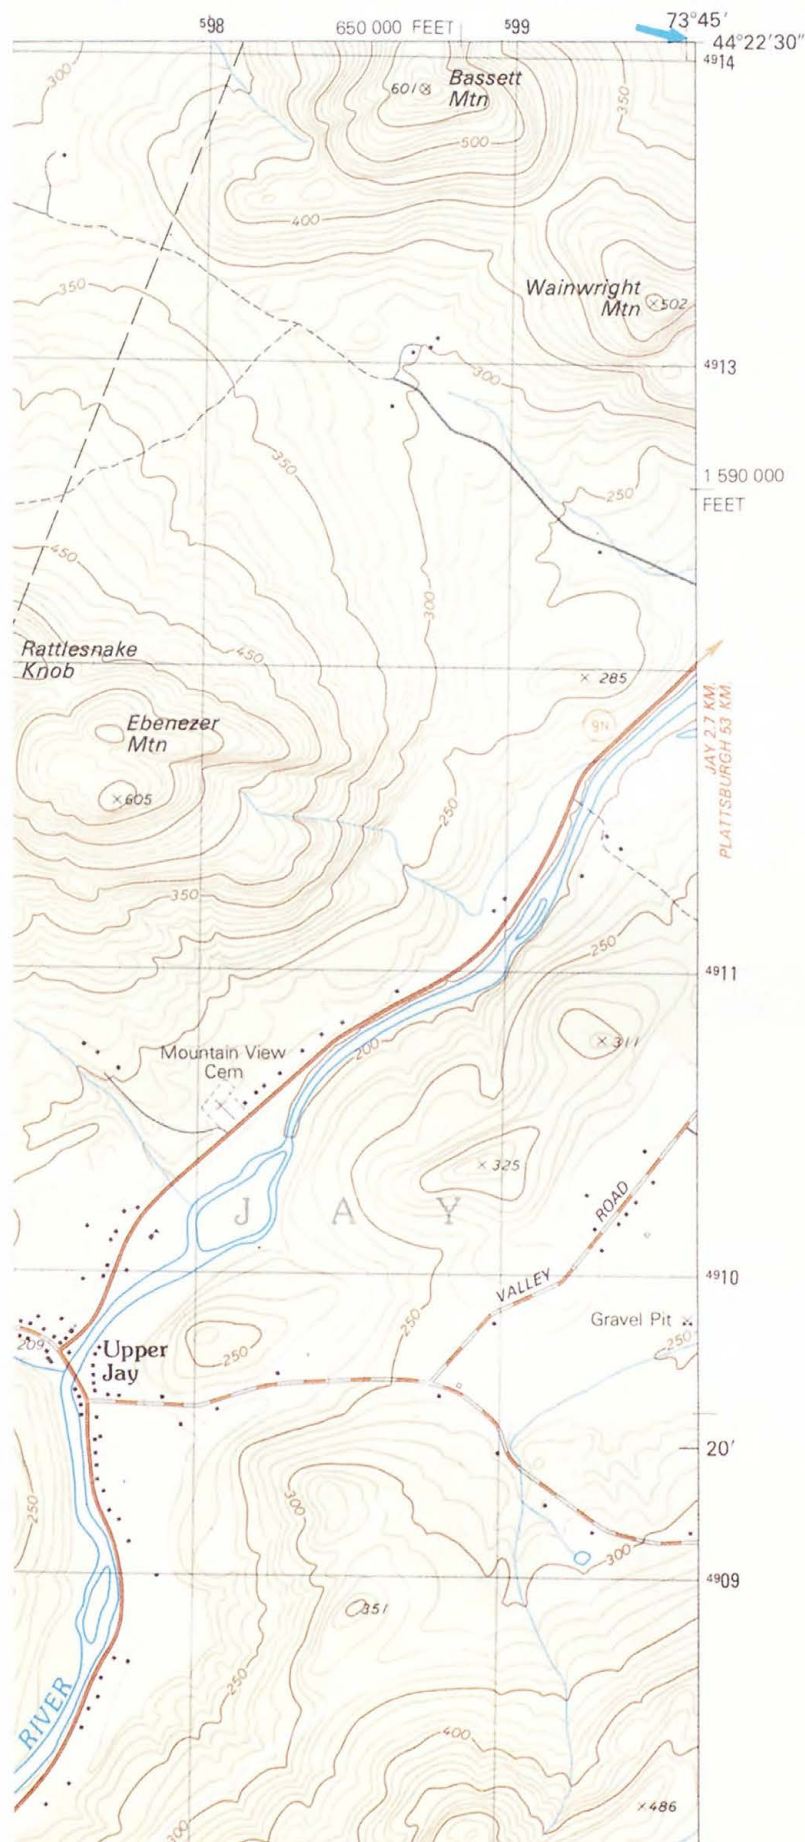 598
650 000 FEET
599
73°45′
44°22′30″
4914
300
601
Bassett
Mtn
350
500
400
350
Wainwright
Mtn
502
300
4913
350
250
1 590 000
FEET
450
300
Rattlesnake
Knob
450
285
Ebenezer
Mtn
9N
JAY 2.7 KM.
PLATTSBURGH 53 KM.
605
250
350
250
4911
311
Mountain View
Cem
200
325
J A Y
ROAD
VALLEY
4910
Gravel Pit
209
Upper
Jay
250
250
250
20′
300
250
300
4909
351
250
RIVER
400
486
300